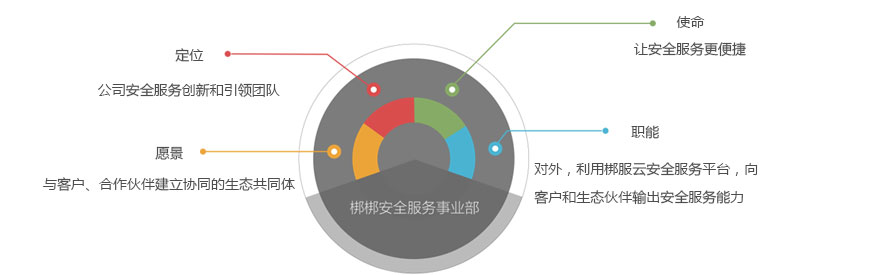 定位
公司安全服务创新和引领团队
愿景
与客户、合作伙伴建立协同的生态共同体
使命
让安全服务更便捷
职能
对外，利用梆服云安全服务平台，向
客户和生态伙伴输出安全服务能力
梆梆安全服务事业部